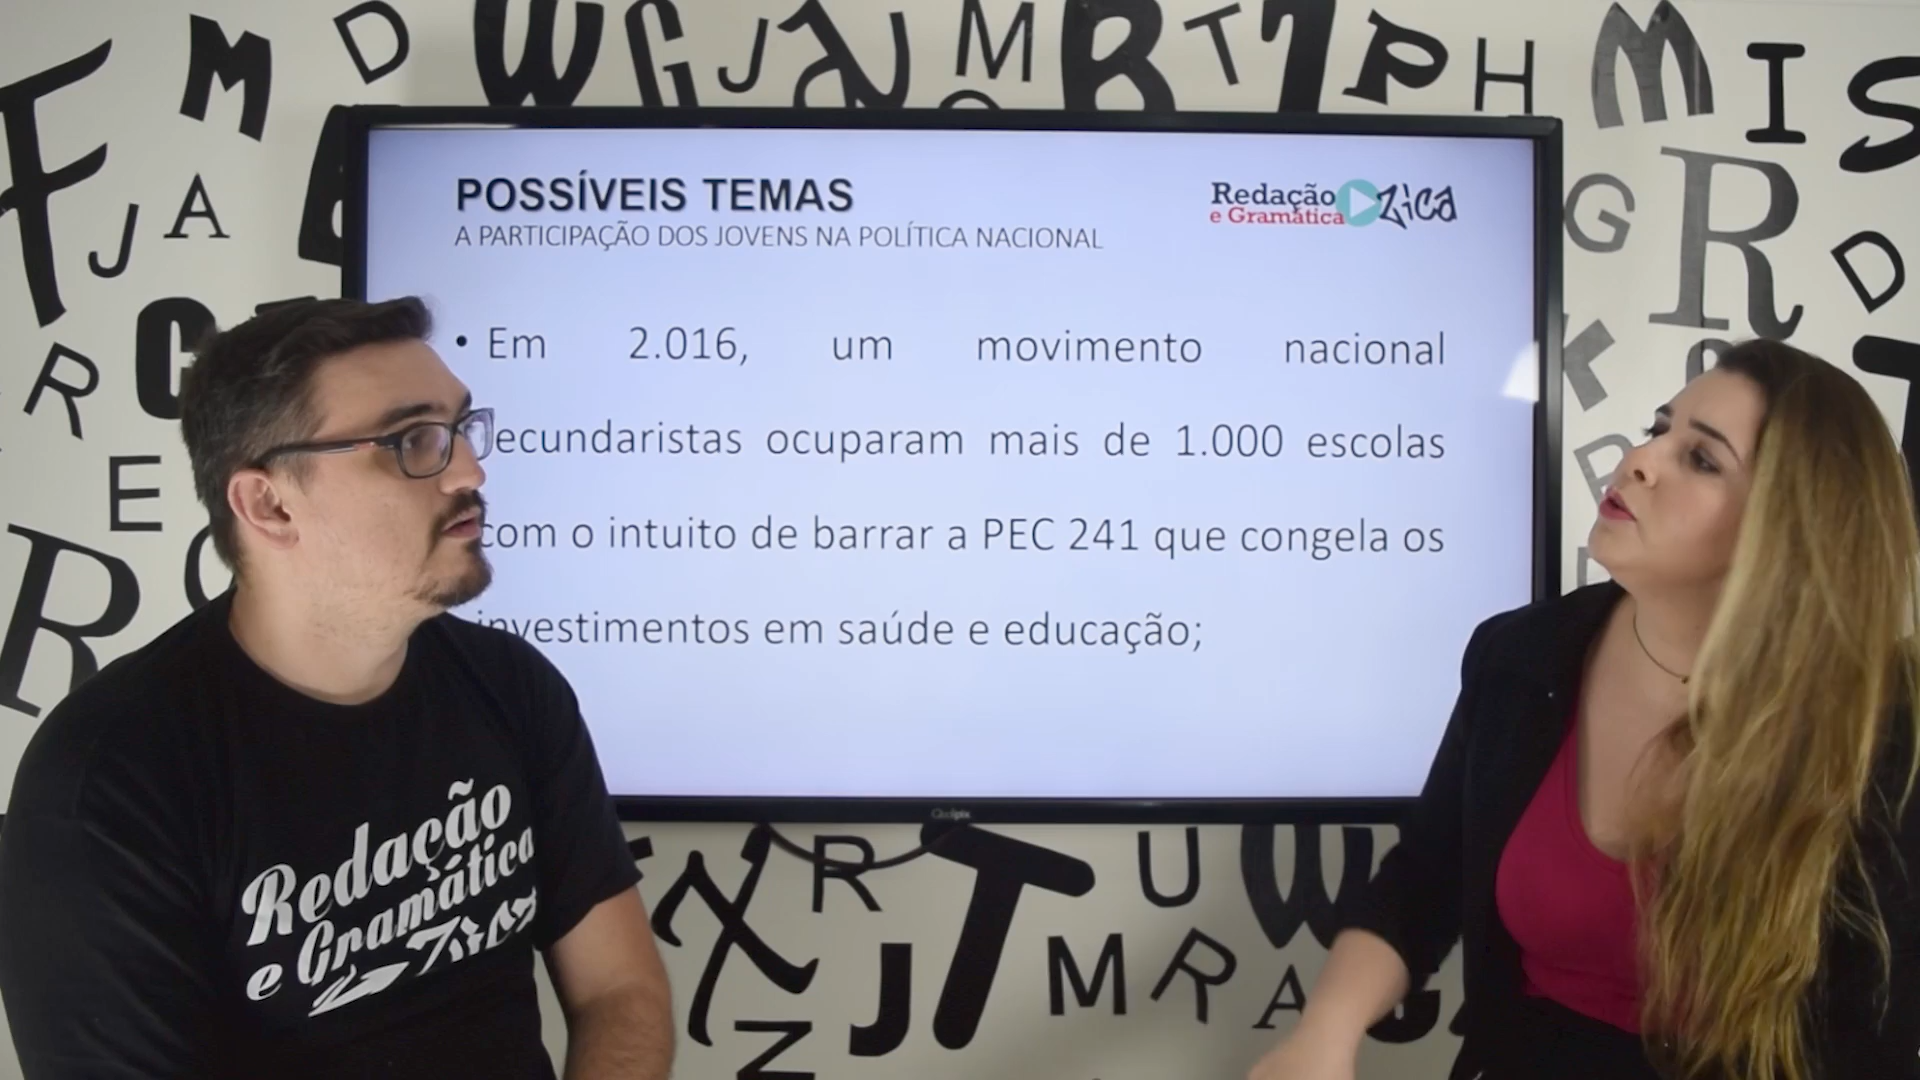 POSSÍVEIS TEMAS
A PARTICIPAÇÃO DOS JOVENS NA POLÍTICA NACIONAL
Redação
e Gramática
Zica
• Em 2.016, um movimento nacional
ecundaristas ocuparam mais de 1.000 escolas
com o intuito de barrar a PEC 241 que congela os
investimentos em saúde e educação;
Redação
e Gramática
Zica